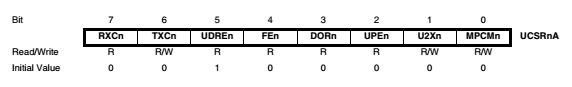 Bit 7 6 5 4 3 2 1 0
RXCn TXCn UDREn FEn DORn UPEn U2Xn MPCMn UCSRnA
Read/Write R R/W R R R R R/W R/W
Initial Value 0 0 1 0 0 0 0 0